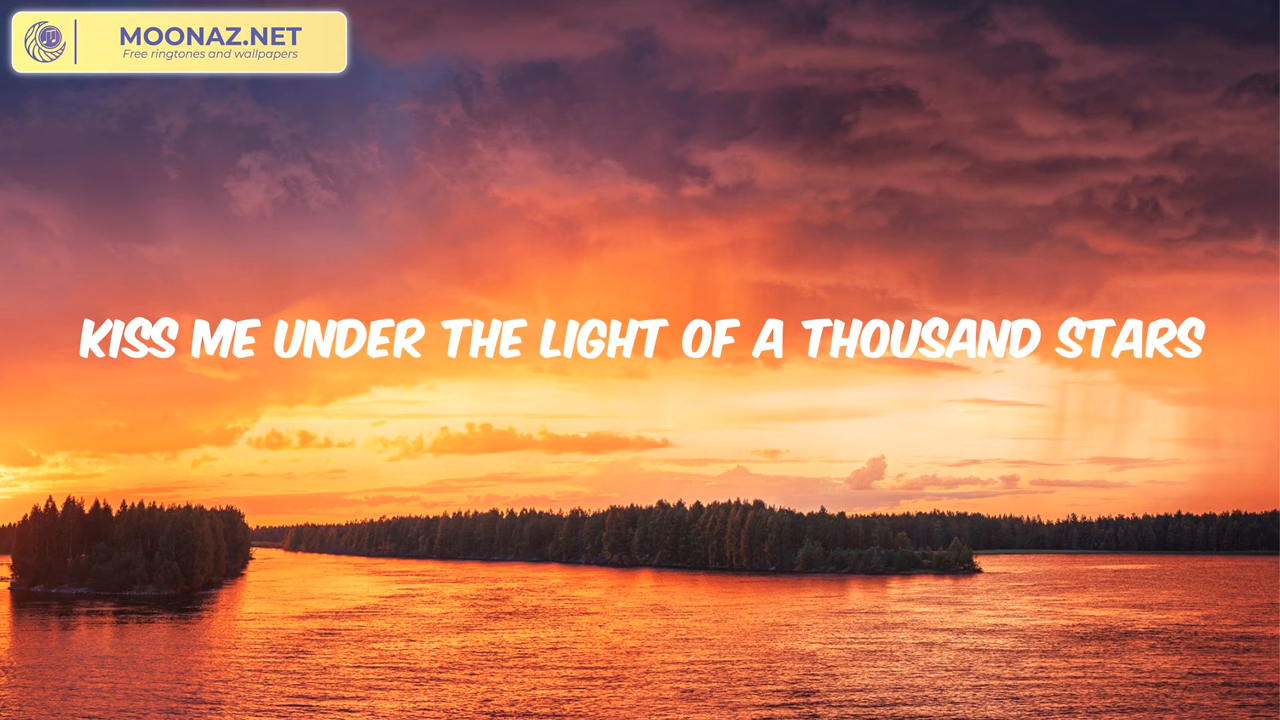 MOONAZ.NET
Free ringtones and wallpapers
KISS ME UNDER THE LIGHT OF A THOUSAND STARS